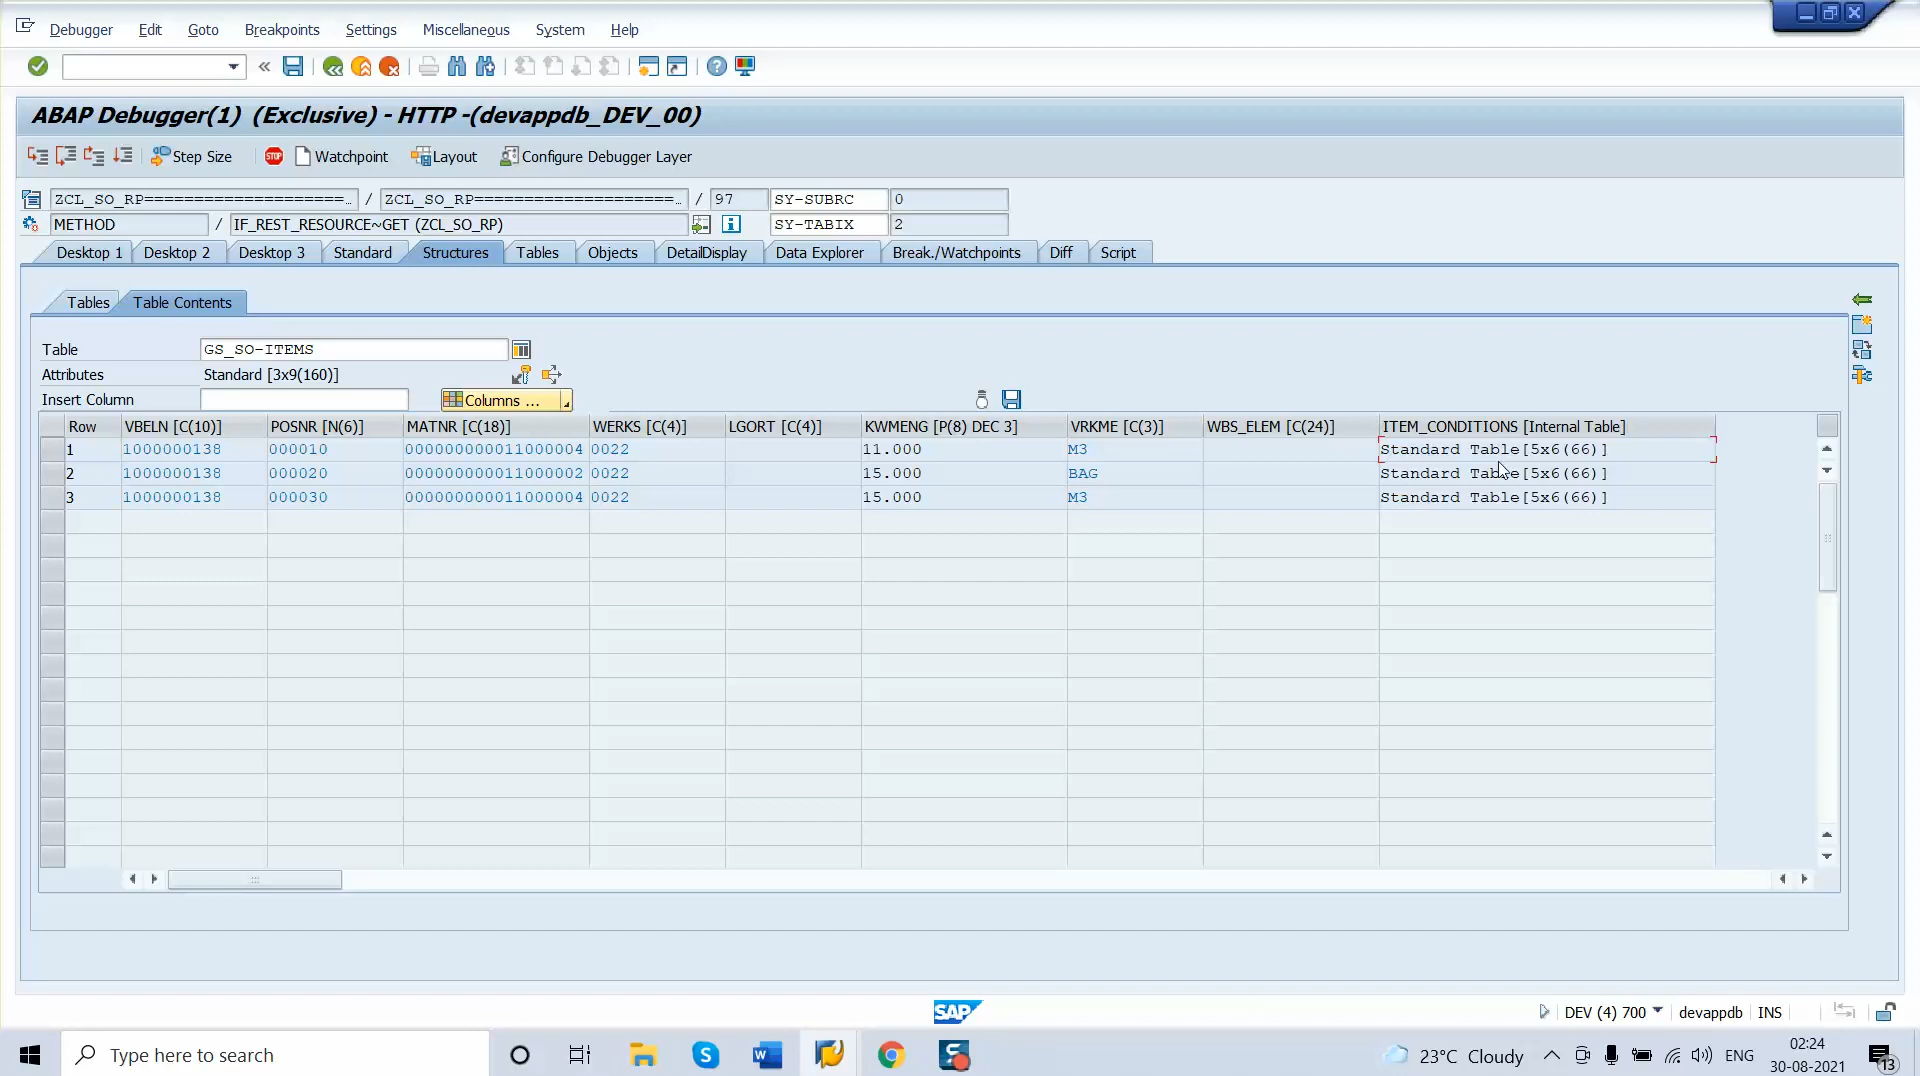 Debugger Edit Goto Breakpoints Settings Miscellaneous System Help
ABAP Debugger(1) (Exclusive) - HTTP -(devappdb_DEV_00)
Step Size STOP Watchpoint Layout Configure Debugger Layer
ZCL_SO_RP====================… / ZCL_SO_RP====================… / 97 SY-SUBRC 0
METHOD / IF_REST_RESOURCE~GET (ZCL_SO_RP) SY-TABIX 2
Desktop 1 Desktop 2 Desktop 3 Standard Structures Tables Objects DetailDisplay Data Explorer Break./Watchpoints Diff Script
Tables Table Contents
Table GS_SO-ITEMS
Attributes Standard [3x9(160)]
Insert Column Columns ...
Row VBELN [C(10)] POSNR [N(6)] MATNR [C(18)] WERKS [C(4)] LGORT [C(4)] KWMENG [P(8) DEC 3] VRKME [C(3)] WBS_ELEM [C(24)] ITEM_CONDITIONS [Internal Table]
1 1000000138 000010 000000000011000004 0022 11.000 M3 Standard Table[5x6(66)]
2 1000000138 000020 000000000011000002 0022 15.000 BAG Standard Table[5x6(66)]
3 1000000138 000030 000000000011000004 0022 15.000 M3 Standard Table[5x6(66)]
SAP DEV (4) 700 devappdb INS
Type here to search 23°C Cloudy ENG 02:24
30-08-2021 13